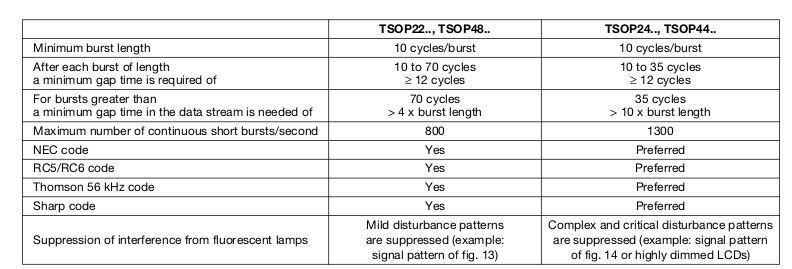 TSOP22.., TSOP48.. TSOP24.., TSOP44..
Minimum burst length 10 cycles/burst 10 cycles/burst
After each burst of length 10 to 70 cycles 10 to 35 cycles
a minimum gap time is required of ≥ 12 cycles ≥ 12 cycles
For bursts greater than 70 cycles 35 cycles
a minimum gap time in the data stream is needed of > 4 x burst length > 10 x burst length
Maximum number of continuous short bursts/second 800 1300
NEC code Yes Preferred
RC5/RC6 code Yes Preferred
Thomson 56 kHz code Yes Preferred
Sharp code Yes Preferred
Suppression of interference from fluorescent lamps
Mild disturbance patterns
are suppressed (example:
signal pattern of fig. 13)
Complex and critical disturbance patterns
are suppressed (example: signal pattern
of fig. 14 or highly dimmed LCDs)